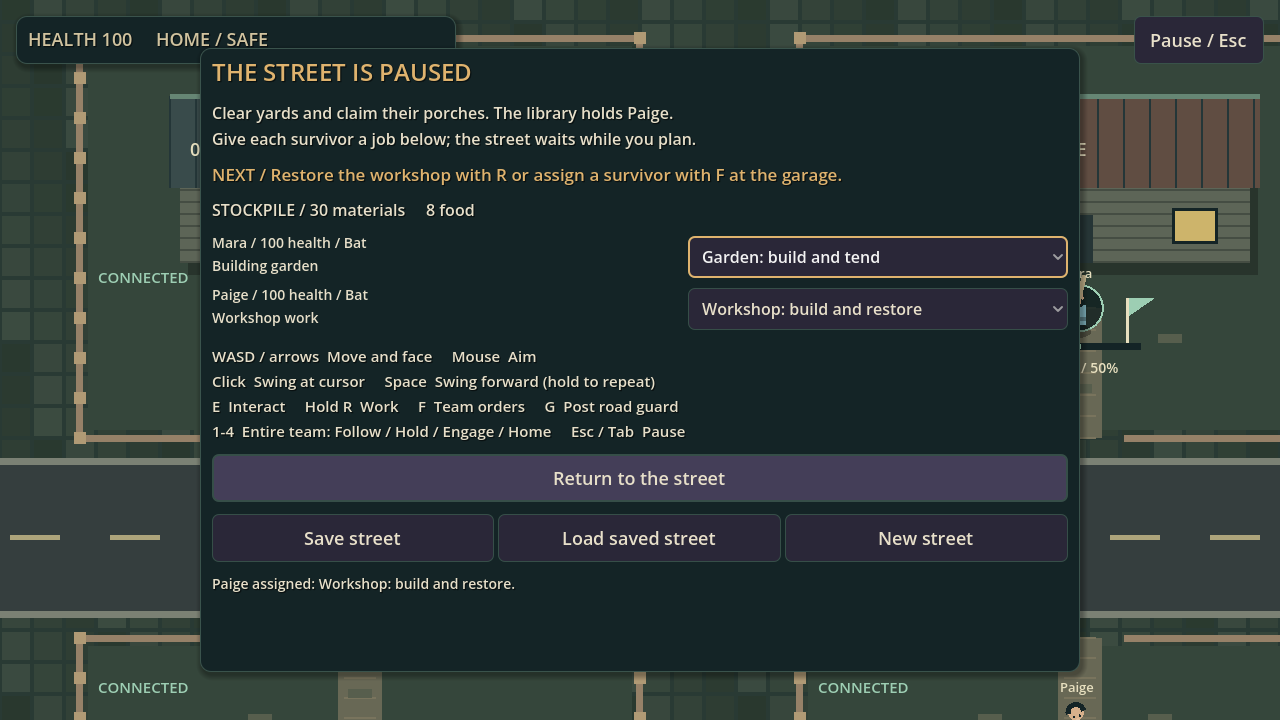 HEALTH 100 HOME / SAFE
Pause / Esc
THE STREET IS PAUSED
Clear yards and claim their porches. The library holds Paige.
Give each survivor a job below; the street waits while you plan.
NEXT / Restore the workshop with R or assign a survivor with F at the garage.
STOCKPILE / 30 materials 8 food
Mara / 100 health / Bat
Building garden
Garden: build and tend
Paige / 100 health / Bat
Workshop work
Workshop: build and restore
WASD / arrows Move and face Mouse Aim
Click Swing at cursor Space Swing forward (hold to repeat)
E Interact Hold R Work F Team orders G Post road guard
1-4 Entire team: Follow / Hold / Engage / Home Esc / Tab Pause
Return to the street
Save street Load saved street New street
Paige assigned: Workshop: build and restore.
CONNECTED
/ 50%
CONNECTED
CONNECTED
Paige